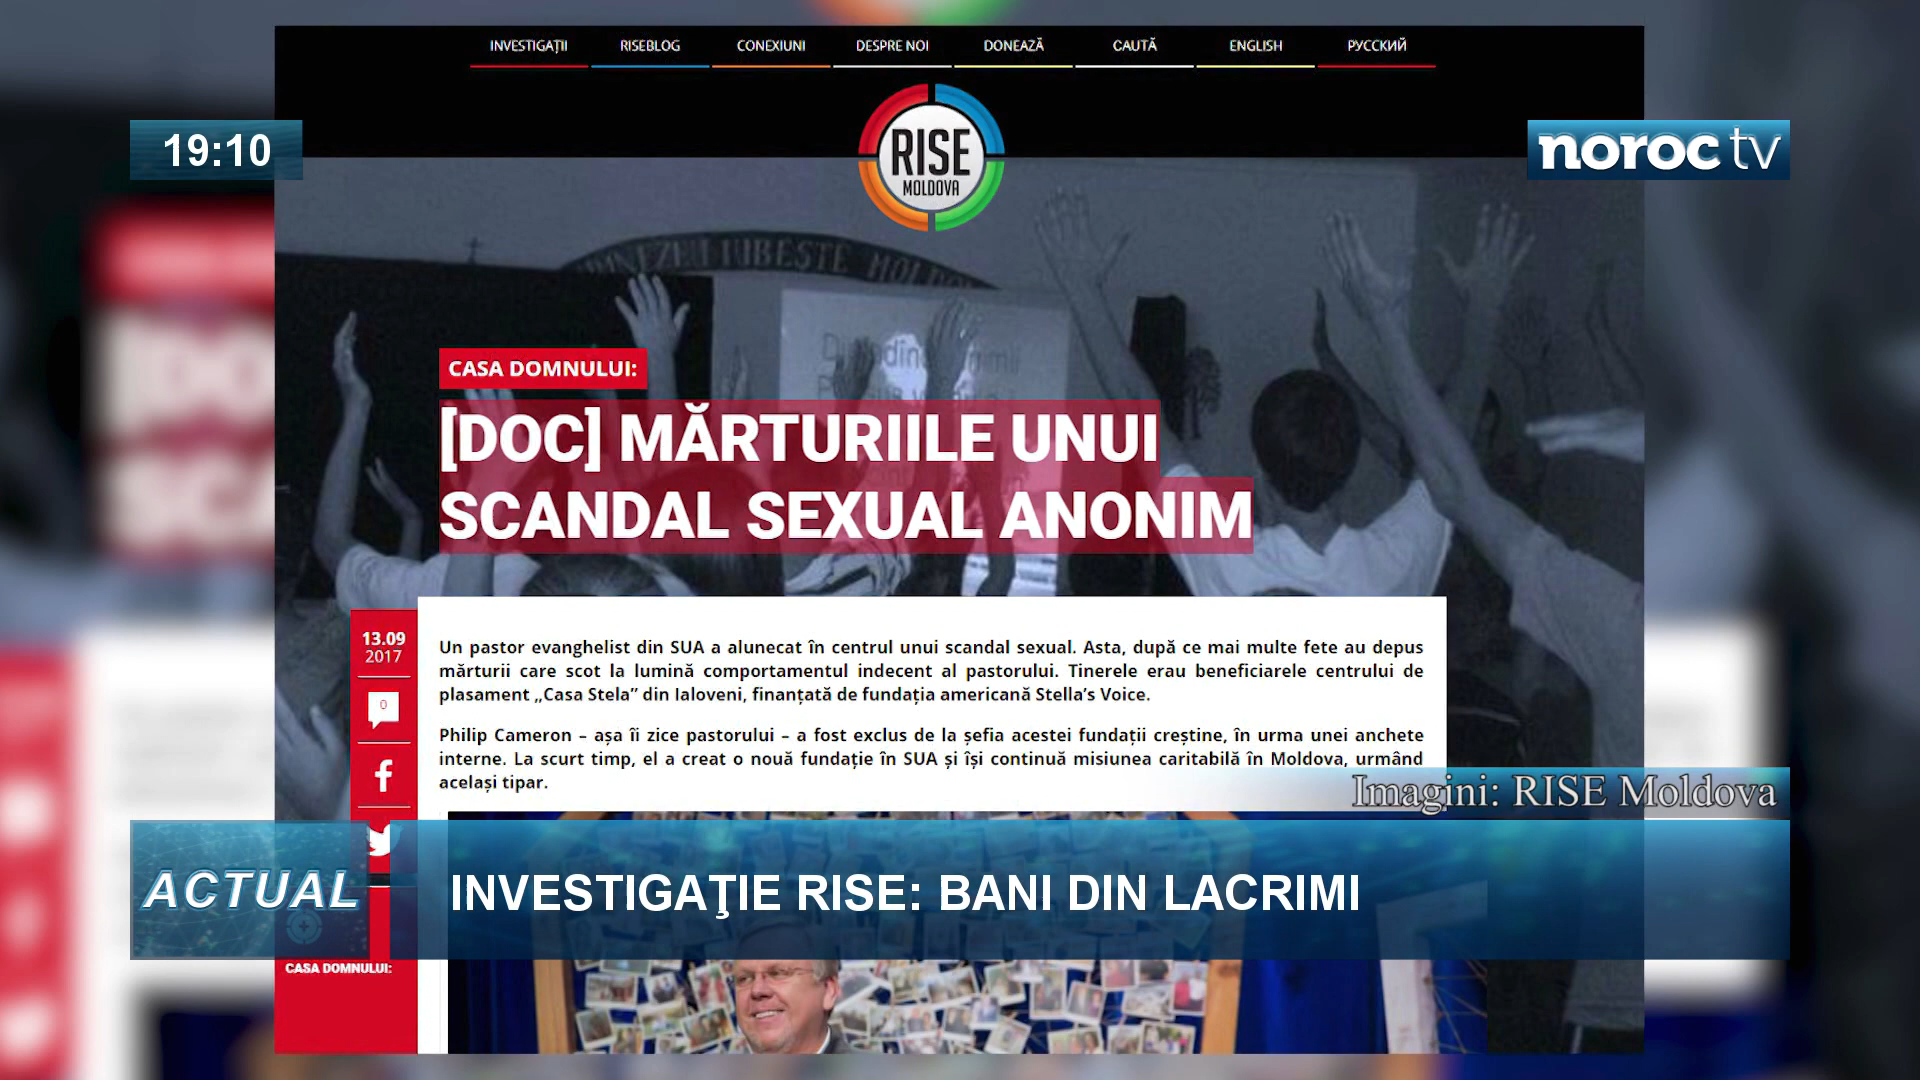 INVESTIGAȚII RISEBLOG CONEXIUNI DESPRE NOI DONEAZĂ CAUTĂ ENGLISH РУССКИЙ
19:10
noroc tv
RISE
MOLDOVA
DUMNEZEU IUBEȘTE MOLDOVA
CASA DOMNULUI:
[DOC] MĂRTURIILE UNUI
SCANDAL SEXUAL ANONIM
13.09
2017
0
Un pastor evanghelist din SUA a alunecat în centrul unui scandal sexual. Asta, după ce mai multe fete au depus
mărturii care scot la lumină comportamentul indecent al pastorului. Tinerele erau beneficiarele centrului de
plasament „Casa Stela” din Ialoveni, finanțată de fundația americană Stella’s Voice.
Philip Cameron – așa îi zice pastorului – a fost exclus de la șefia acestei fundații creștine, în urma unei anchete
interne. La scurt timp, el a creat o nouă fundație în SUA și își continuă misiunea caritabilă în Moldova, urmând
același tipar.
Imagini: RISE Moldova
ACTUAL
INVESTIGAŢIE RISE: BANI DIN LACRIMI
CASA DOMNULUI: